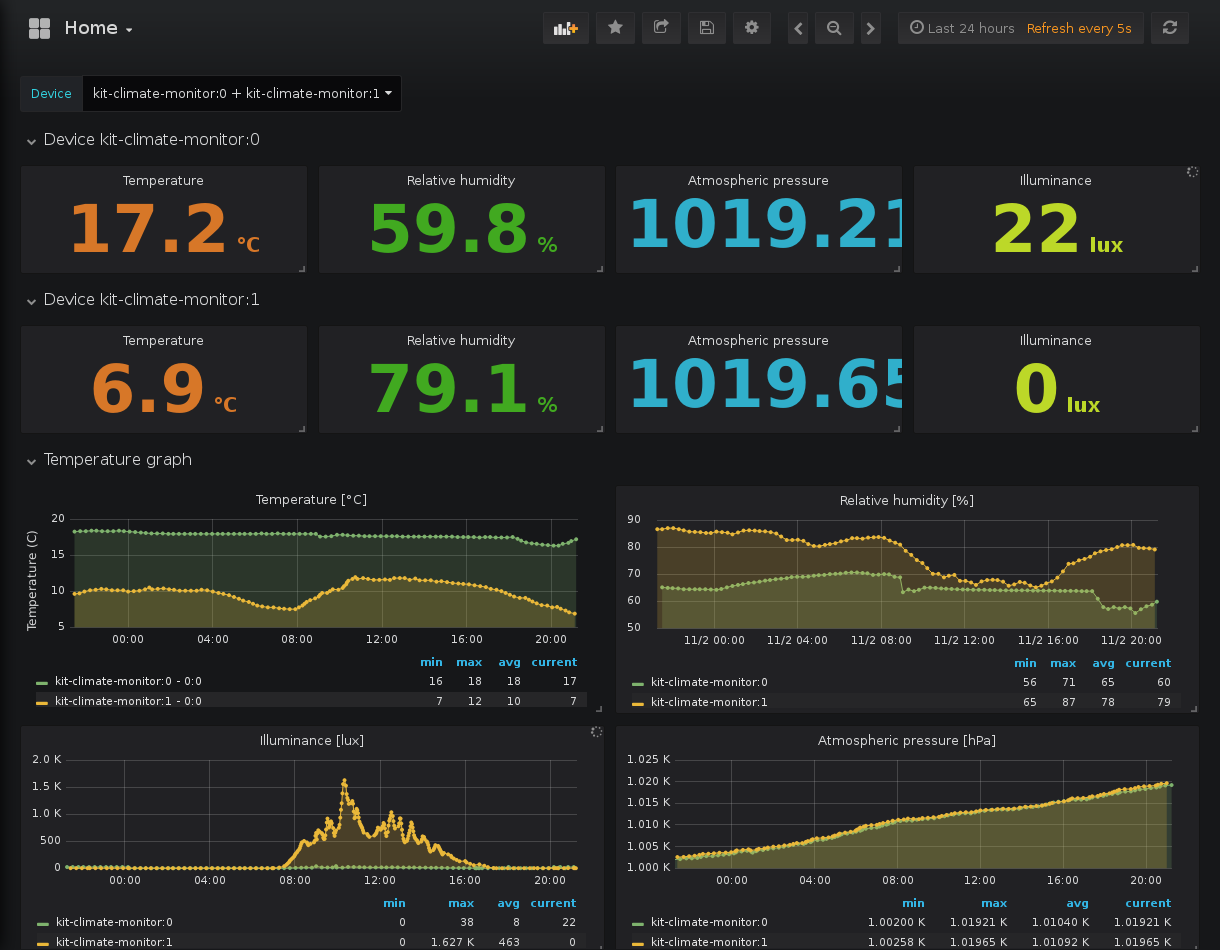 Home
Last 24 hours Refresh every 5s
Device kit-climate-monitor:0 + kit-climate-monitor:1
Device kit-climate-monitor:0
Temperature Relative humidity Atmospheric pressure Illuminance
17.2 °C 59.8 % 1019.21 22 lux
Device kit-climate-monitor:1
Temperature Relative humidity Atmospheric pressure Illuminance
6.9 °C 79.1 % 1019.65 0 lux
Temperature graph
Temperature [°C]
Temperature (C)
20
15
10
5
00:00 04:00 08:00 12:00 16:00 20:00
min max avg current
kit-climate-monitor:0 - 0:0 16 18 18 17
kit-climate-monitor:1 - 0:0 7 12 10 7
Relative humidity [%]
90
80
70
60
50
11/2 00:00 11/2 04:00 11/2 08:00 11/2 12:00 11/2 16:00 11/2 20:00
min max avg current
kit-climate-monitor:0 56 71 65 60
kit-climate-monitor:1 65 87 78 79
Illuminance [lux]
2.0 K
1.5 K
1.0 K
500
0
00:00 04:00 08:00 12:00 16:00 20:00
min max avg current
kit-climate-monitor:0 0 38 8 22
kit-climate-monitor:1 0 1.627 K 463 0
Atmospheric pressure [hPa]
1.025 K
1.020 K
1.015 K
1.010 K
1.005 K
1.000 K
00:00 04:00 08:00 12:00 16:00 20:00
min max avg current
kit-climate-monitor:0 1.00200 K 1.01921 K 1.01040 K 1.01921 K
kit-climate-monitor:1 1.00258 K 1.01965 K 1.01092 K 1.01965 K